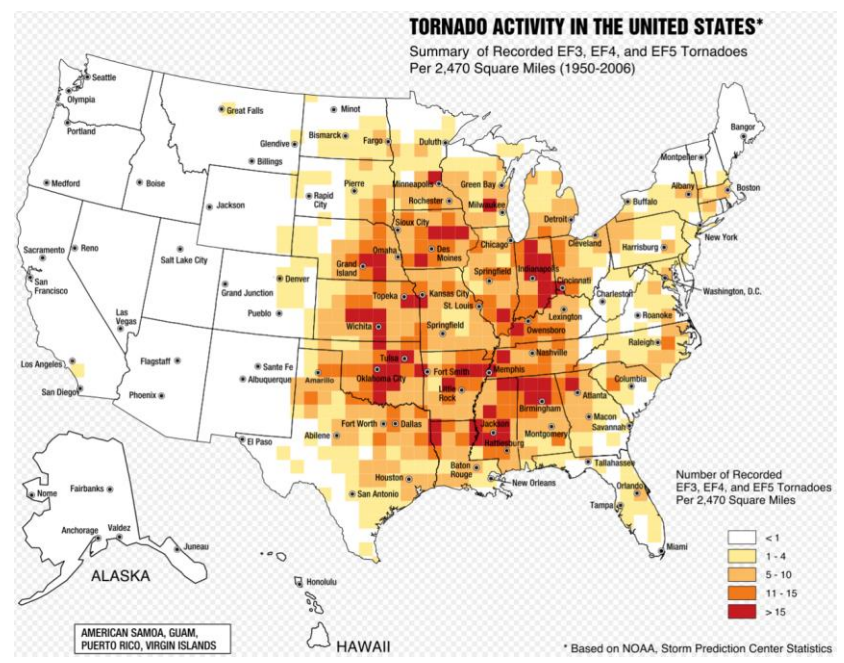 TORNADO ACTIVITY IN THE UNITED STATES*
Summary of Recorded EF3, EF4, and EF5 Tornadoes
Per 2,470 Square Miles (1950-2006)
Seattle
Olympia
Portland
Great Falls
Minot
Bangor
Glendive
Bismarck
Fargo
Duluth
Montpelier
Billings
Medford
Boise
Jackson
Rapid
City
Pierre
Minneapolis
Green Bay
Rochester
Milwaukee
Albany
Boston
Buffalo
Detroit
Sioux City
New York
Sacramento
Reno
San
Francisco
Salt Lake City
Omaha
Des
Moines
Chicago
Cleveland
Harrisburg
Grand
Island
Springfield
Indianapolis
Cincinnati
Grand Junction
Denver
Pueblo
Topeka
Kansas City
St. Louis
Charleston
Washington, D.C.
Las
Vegas
Wichita
Springfield
Lexington
Owensboro
Roanoke
Raleigh
Los Angeles
Flagstaff
Sante Fe
Albuquerque
Amarillo
Tulsa
Oklahoma City
Fort Smith
Little
Rock
Memphis
Nashville
Columbia
San Diego
Phoenix
Atlanta
Birmingham
Macon
Savannah
El Paso
Abilene
Fort Worth
Dallas
Jackson
Hattiesburg
Montgomery
Houston
San Antonio
Baton
Rouge
New Orleans
Tallahassee
Orlando
Tampa
Miami
Nome
Fairbanks
Anchorage
Valdez
Juneau
ALASKA
Honolulu
HAWAII
AMERICAN SAMOA, GUAM,
PUERTO RICO, VIRGIN ISLANDS
Number of Recorded
EF3, EF4, and EF5 Tornadoes
Per 2,470 Square Miles
< 1
1 - 4
5 - 10
11 - 15
> 15
* Based on NOAA, Storm Prediction Center Statistics